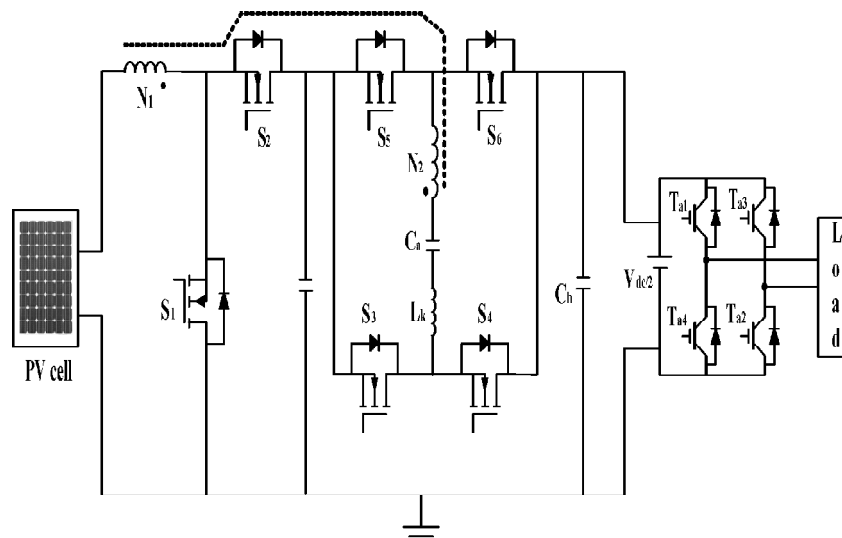 N1
S2
S5
S6
N2
Ca
Lk
S1
S3
S4
Ch
PV cell
Vdc/2
Ta1
Ta3
Ta4
Ta2
Load